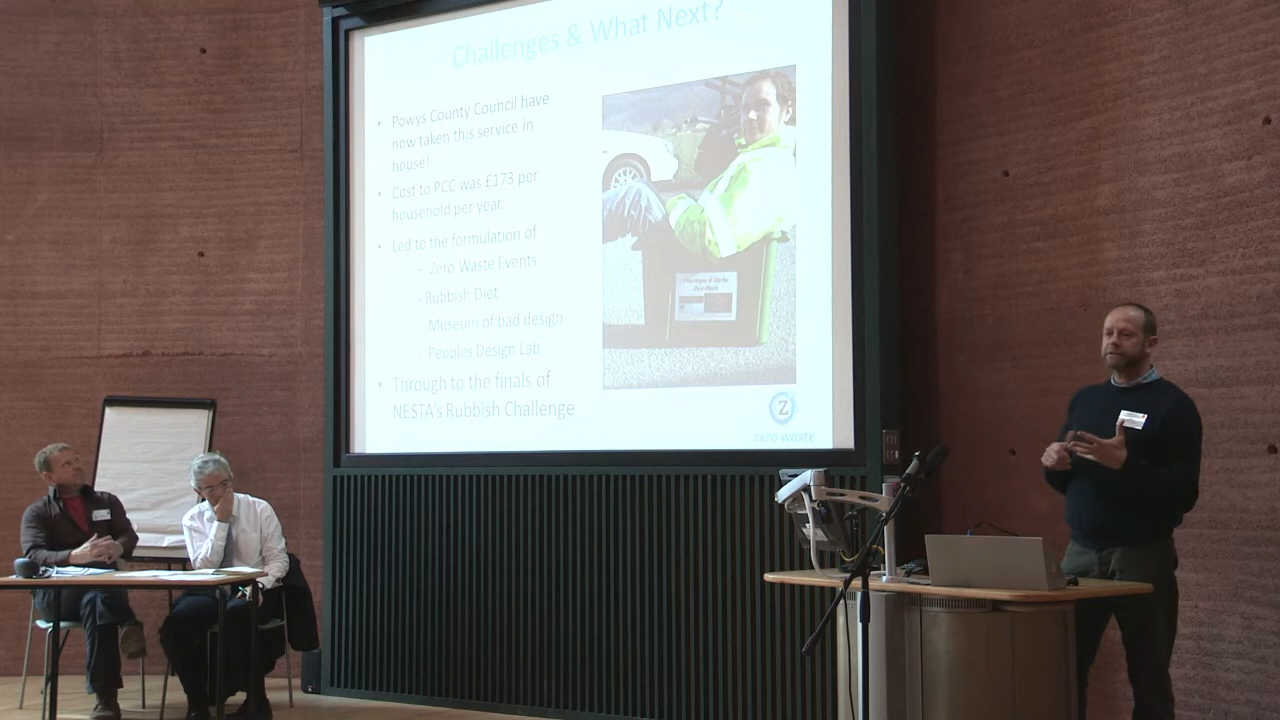 Challenges & What Next?
• Powys County Council have
now taken this service in
house!
• Cost to PCC was £173 per
household per year.
• Led to the formulation of
- Zero Waste Events
- Rubbish Diet
- Museum of bad design
- Peoples Design Lab
• Through to the finals of
NESTA's Rubbish Challenge
Zero Waste
Z
zero waste